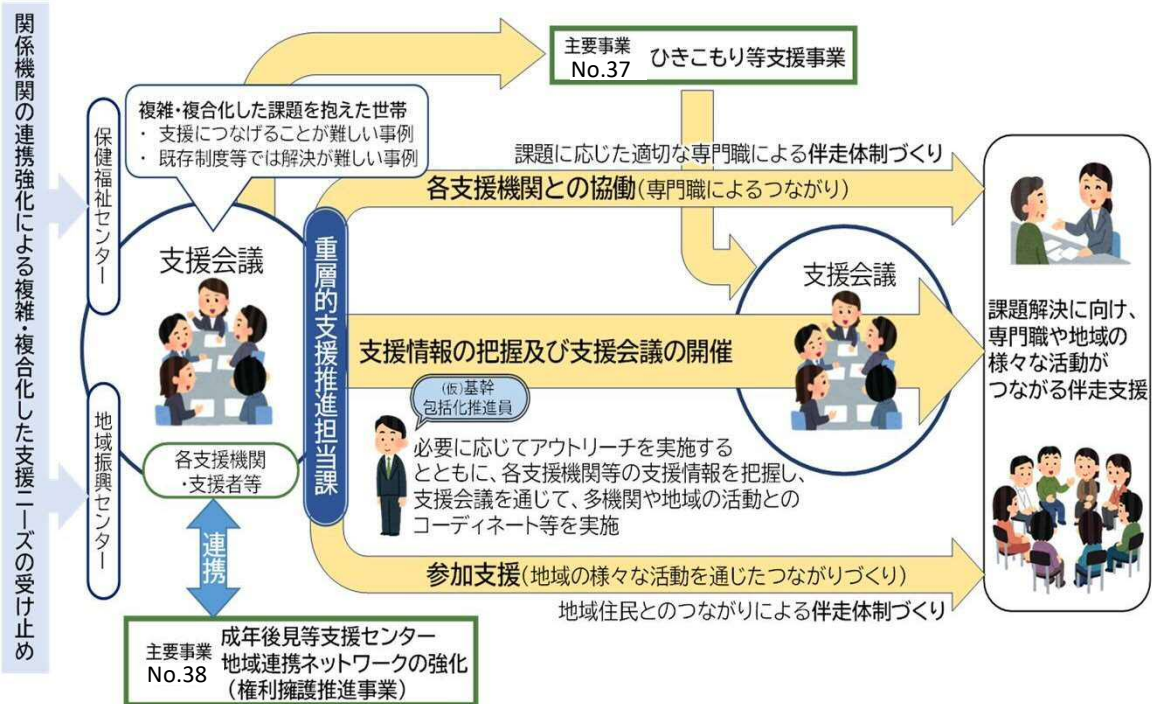 関係機関の連携強化による複雑・複合化した支援ニーズの受け止め
保健福祉センター
地域振興センター
複雑・複合化した課題を抱えた世帯
・ 支援につなげることが難しい事例
・ 既存制度等では解決が難しい事例
支援会議
各支援機関
・支援者等
連携
主要事業
No.38
成年後見等支援センター
地域連携ネットワークの強化
（権利擁護推進事業）
重層的支援推進担当課
主要事業
No.37
ひきこもり等支援事業
課題に応じた適切な専門職による伴走体制づくり
各支援機関との協働(専門職によるつながり)
支援情報の把握及び支援会議の開催
(仮)基幹
包括化推進員
必要に応じてアウトリーチを実施する
とともに、各支援機関等の支援情報を把握し、
支援会議を通じて、多機関や地域の活動との
コーディネート等を実施
支援会議
参加支援(地域の様々な活動を通じたつながりづくり)
地域住民とのつながりによる伴走体制づくり
課題解決に向け、
専門職や地域の
様々な活動が
つながる伴走支援